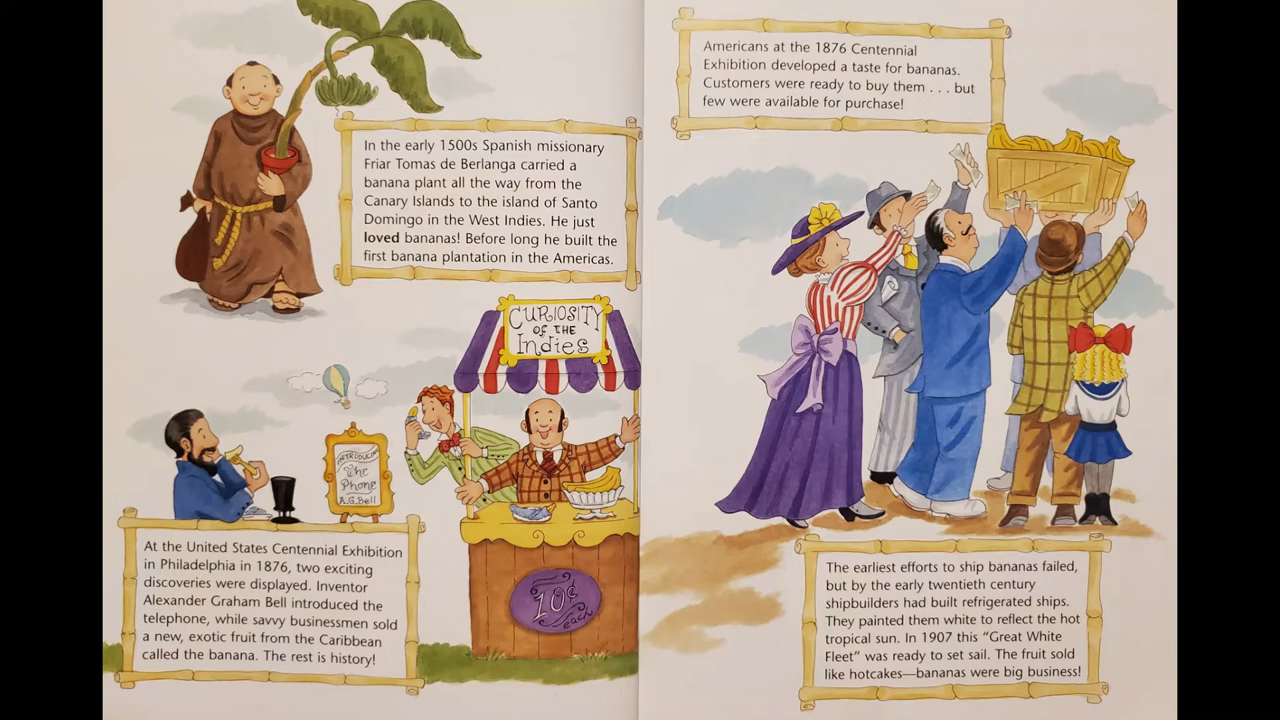 In the early 1500s Spanish missionary
Friar Tomas de Berlanga carried a
banana plant all the way from the
Canary Islands to the island of Santo
Domingo in the West Indies. He just
loved bananas! Before long he built the
first banana plantation in the Americas.
CURIOSITY
OF THE
Indies
INTRODUCING
The
Phone
A.G.Bell
10¢
each
At the United States Centennial Exhibition
in Philadelphia in 1876, two exciting
discoveries were displayed. Inventor
Alexander Graham Bell introduced the
telephone, while savvy businessmen sold
a new, exotic fruit from the Caribbean
called the banana. The rest is history!
Americans at the 1876 Centennial
Exhibition developed a taste for bananas.
Customers were ready to buy them . . . but
few were available for purchase!
The earliest efforts to ship bananas failed,
but by the early twentieth century
shipbuilders had built refrigerated ships.
They painted them white to reflect the hot
tropical sun. In 1907 this “Great White
Fleet” was ready to set sail. The fruit sold
like hotcakes—bananas were big business!